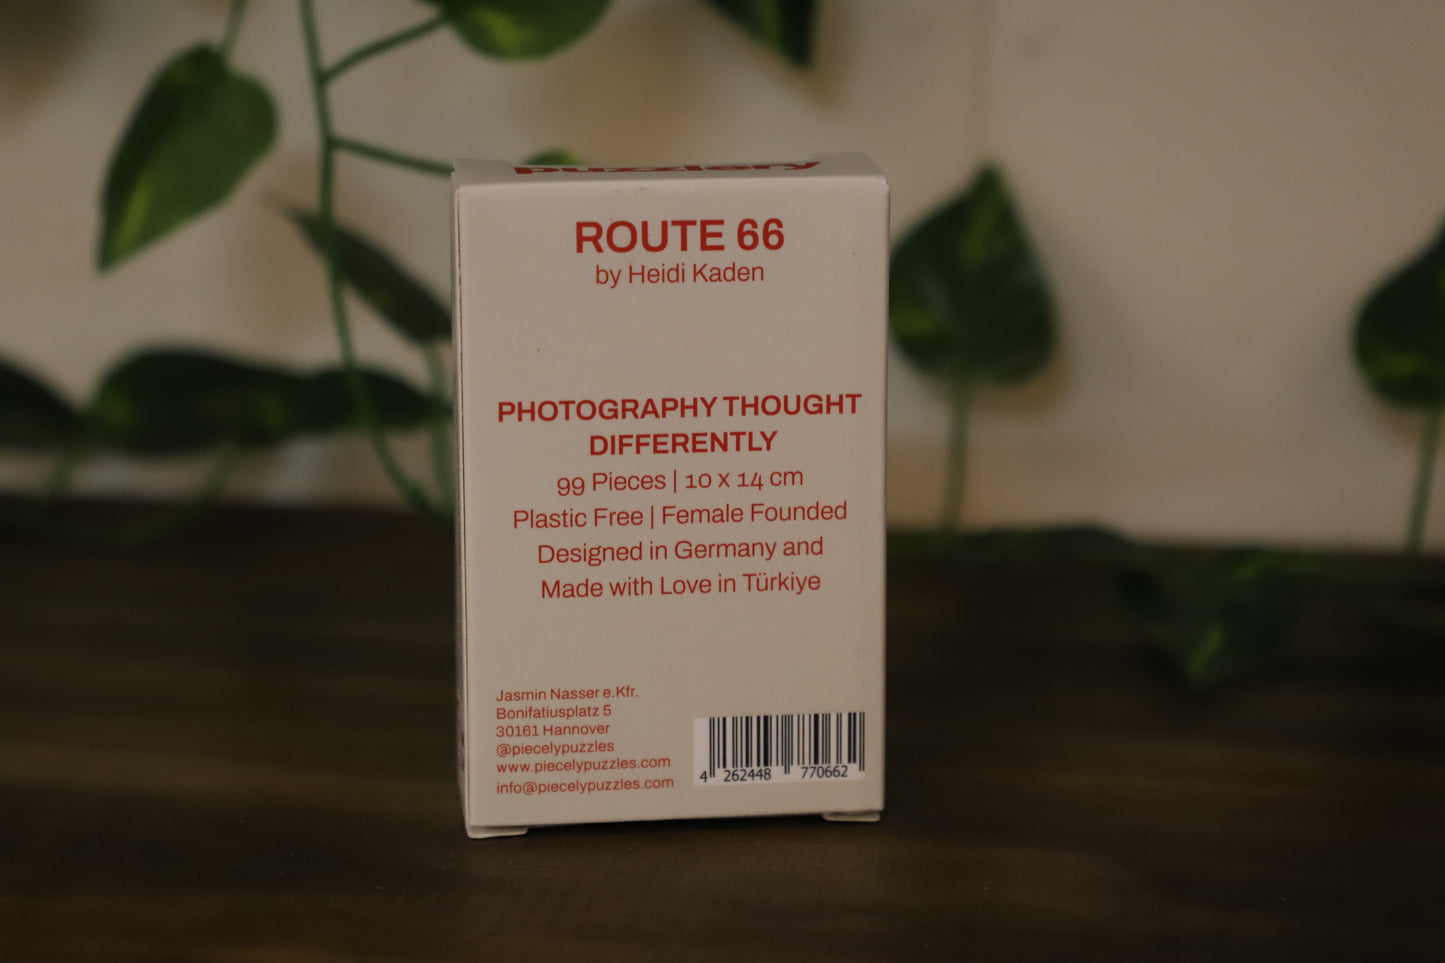 puzzlery
ROUTE 66
by Heidi Kaden
PHOTOGRAPHY THOUGHT
DIFFERENTLY
99 Pieces | 10 x 14 cm
Plastic Free | Female Founded
Designed in Germany and
Made with Love in Türkiye
Jasmin Nasser e.Kfr.
Bonifatiusplatz 5
30161 Hannover
@piecelypuzzles
www.piecelypuzzles.com
info@piecelypuzzles.com
4 262448 770662